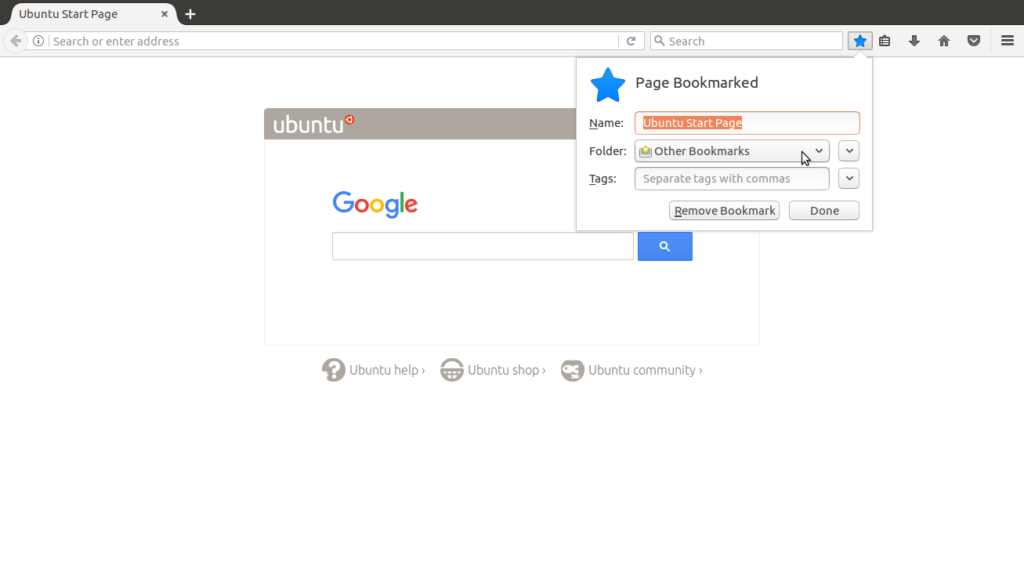 Ubuntu Start Page
Search or enter address
Search
Page Bookmarked
Name: Ubuntu Start Page
Folder: Other Bookmarks
Tags: Separate tags with commas
Remove Bookmark Done
ubuntu
Google
Ubuntu help › Ubuntu shop › Ubuntu community ›